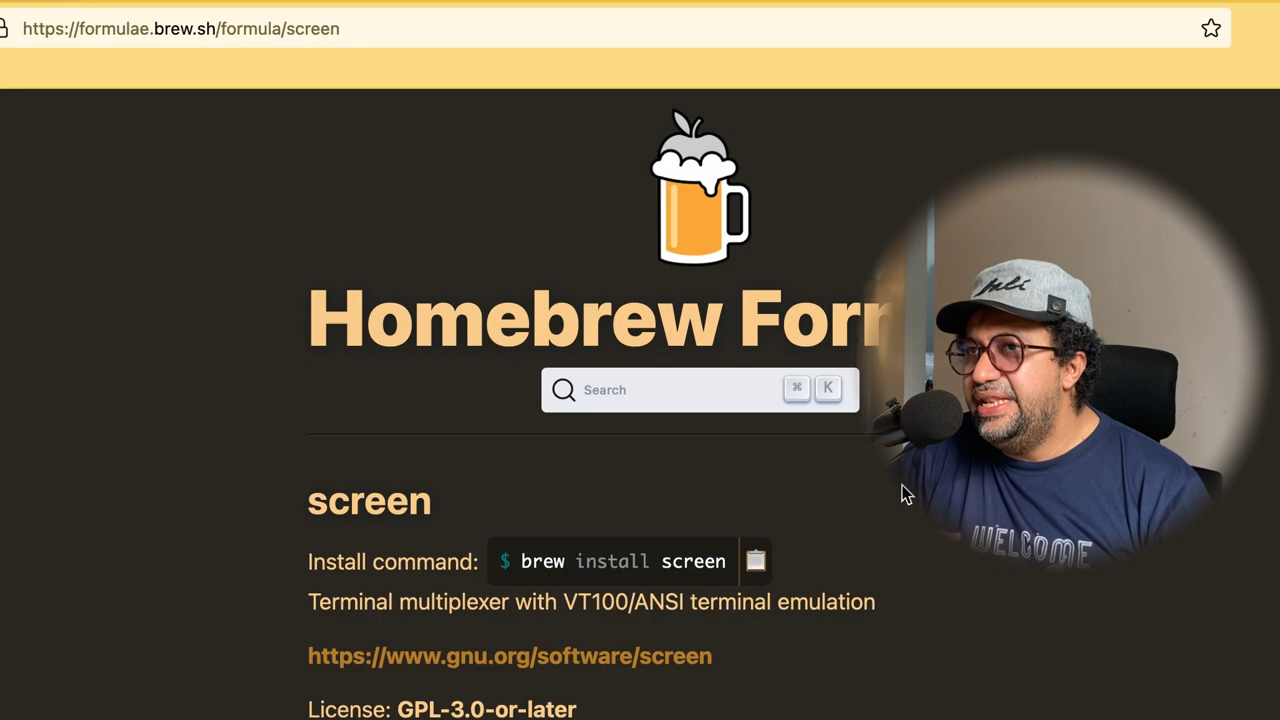 https://formulae.brew.sh/formula/screen
Homebrew For
Search ⌘ K
screen
Install command: $ brew install screen
Terminal multiplexer with VT100/ANSI terminal emulation
https://www.gnu.org/software/screen
License: GPL-3.0-or-later
WELCOME